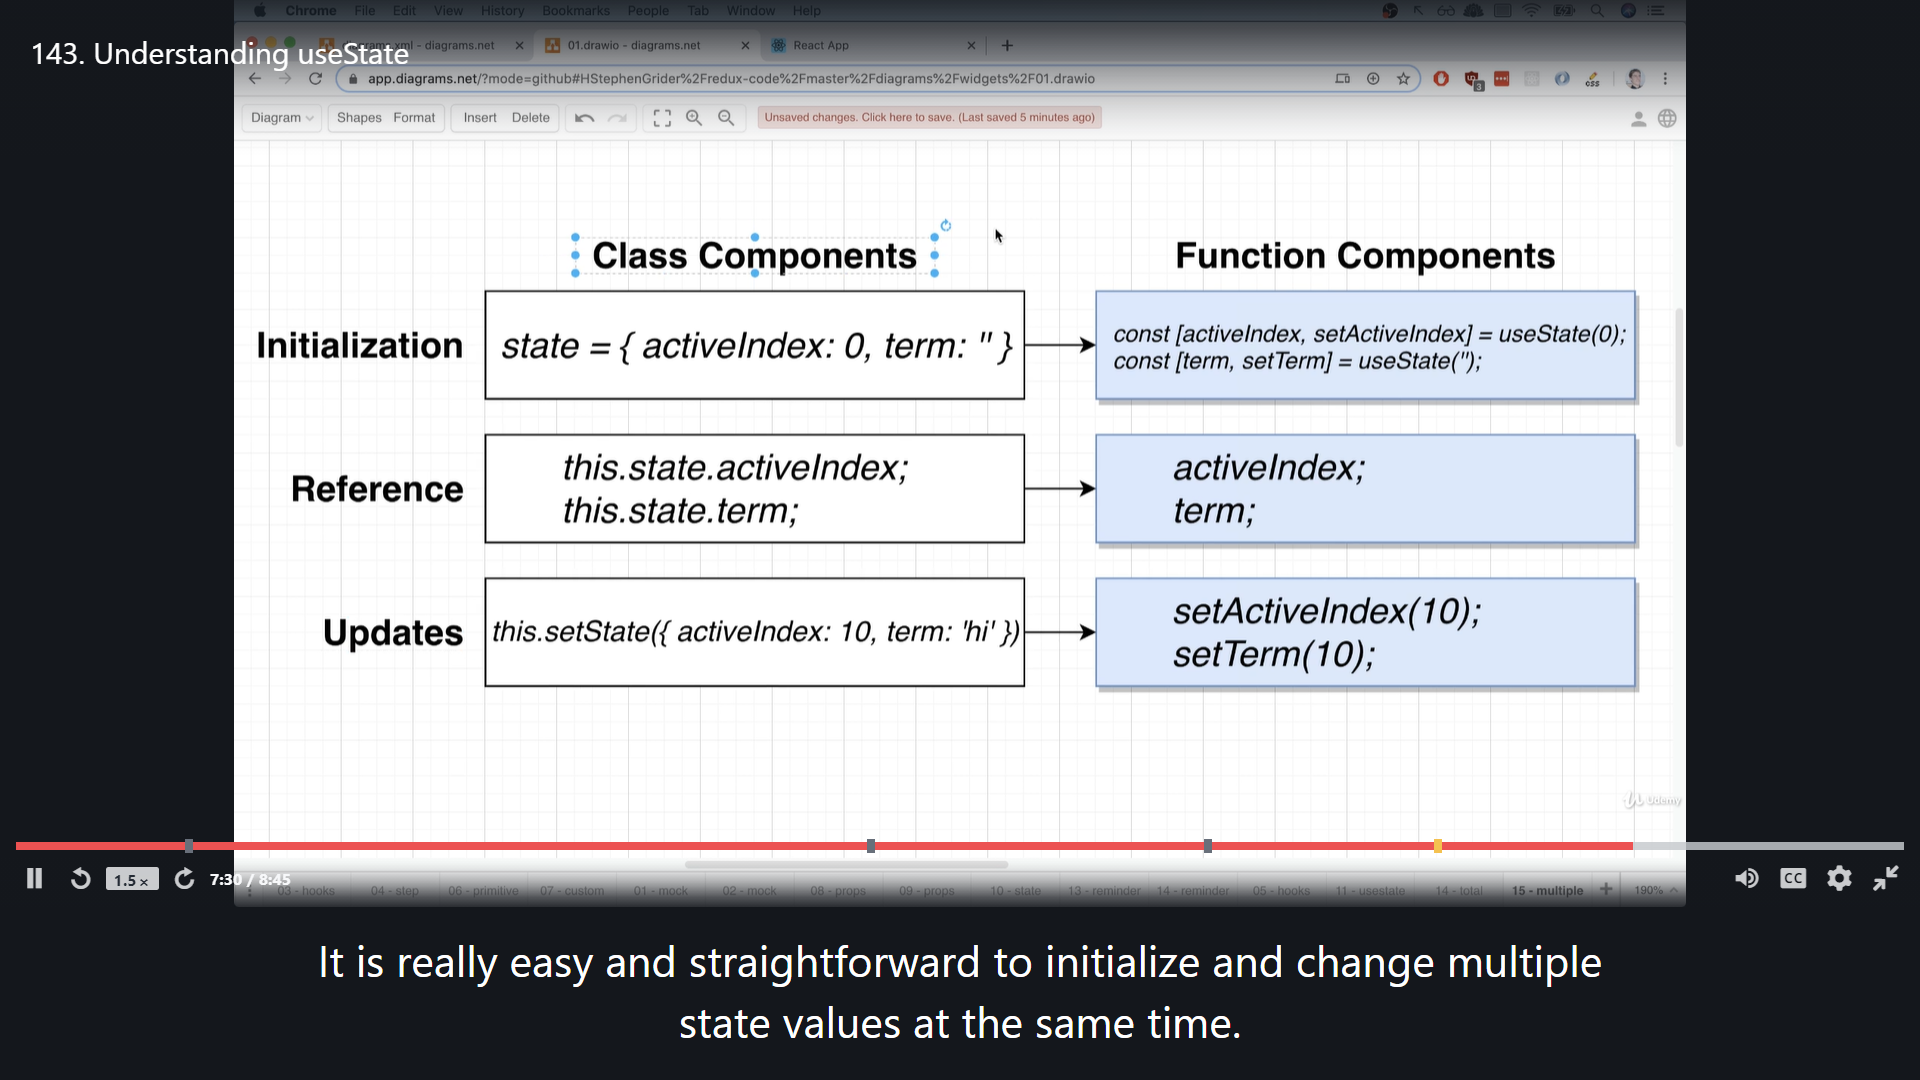 Chrome File Edit View History Bookmarks People Tab Window Help
143. Understanding useState
.xml - diagrams.net
01.drawio - diagrams.net
React App
app.diagrams.net/?mode=github#HStephenGrider%2Fredux-code%2Fmaster%2Fdiagrams%2Fwidgets%2F01.drawio
3
css
Diagram Shapes Format Insert Delete Unsaved changes. Click here to save. (Last saved 5 minutes ago)
Class Components Function Components
Initialization
state = { activeIndex: 0, term: '' }
const [activeIndex, setActiveIndex] = useState(0);
const [term, setTerm] = useState('');
Reference
this.state.activeIndex;
this.state.term;
activeIndex;
term;
Updates
this.setState({ activeIndex: 10, term: 'hi' })
setActiveIndex(10);
setTerm(10);
Udemy
1.5 x 7:30 / 8:45 CC
03 - hooks 04 - step 06 - primitive 07 - custom 01 - mock 02 - mock 08 - props 09 - props 10 - state 13 - reminder 14 - reminder 05 - hooks 11 - usestate 14 - total 15 - multiple 190%
It is really easy and straightforward to initialize and change multiple
state values at the same time.